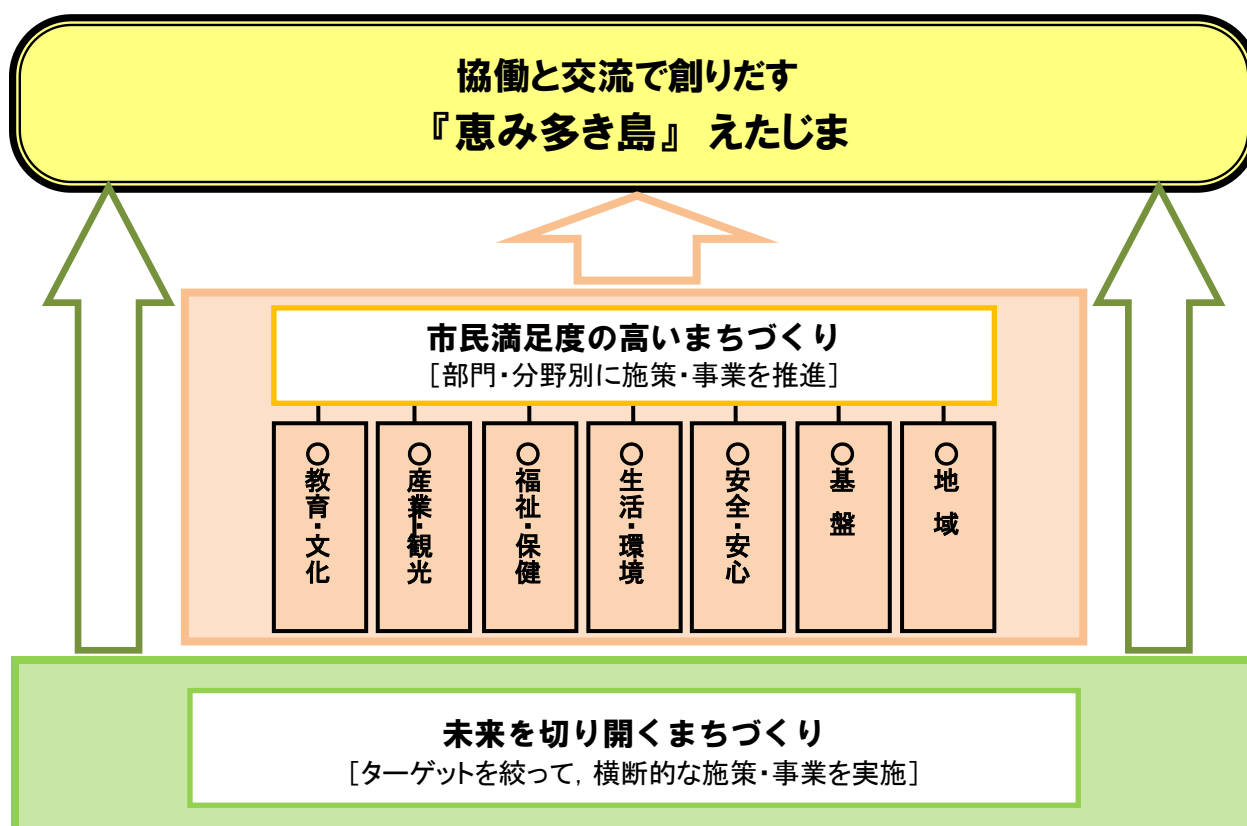 協働と交流で創りだす
『恵み多き島』 えたじま
市民満足度の高いまちづくり
［部門・分野別に施策・事業を推進］
○教育・文化
○産業・観光
○福祉・保健
○生活・環境
○安全・安心
○基 盤
○地 域
未来を切り開くまちづくり
［ターゲットを絞って，横断的な施策・事業を実施］